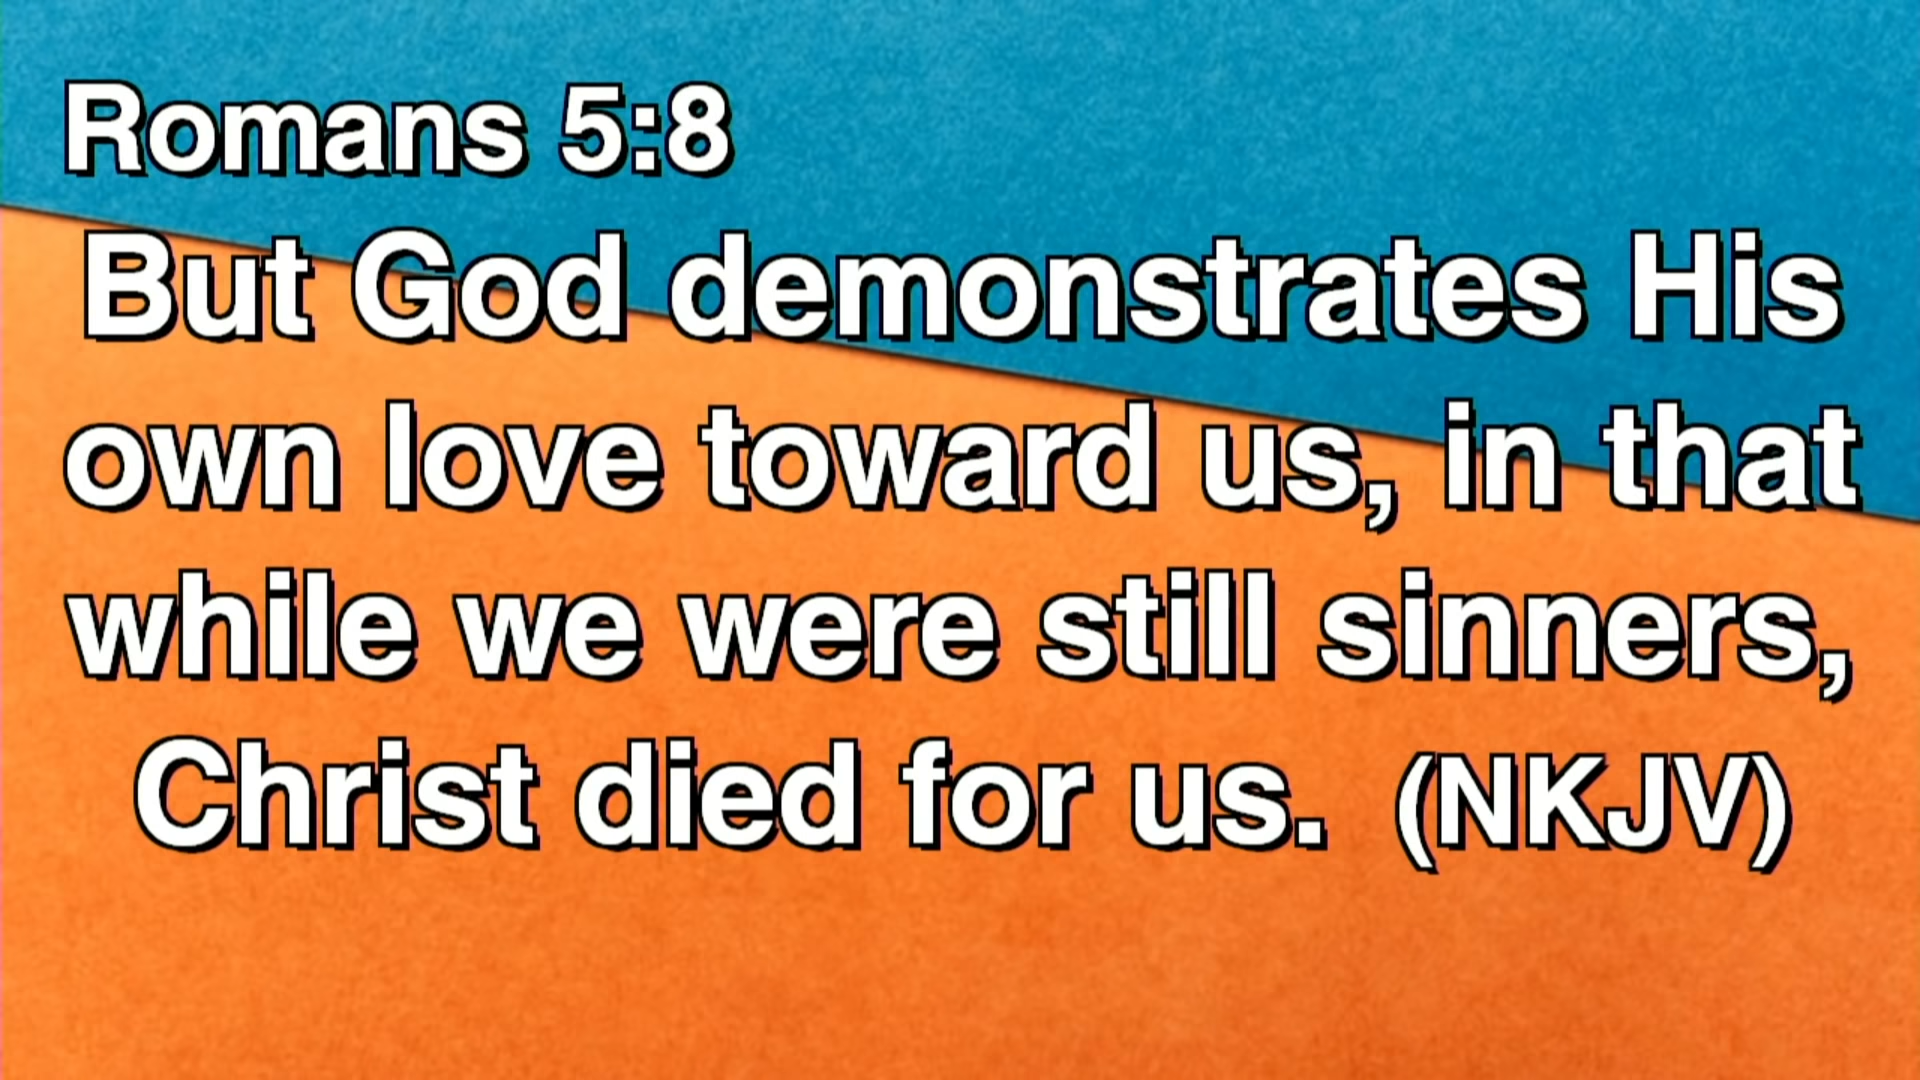 Romans 5:8
But God demonstrates His
own love toward us, in that
while we were still sinners,
Christ died for us. (NKJV)